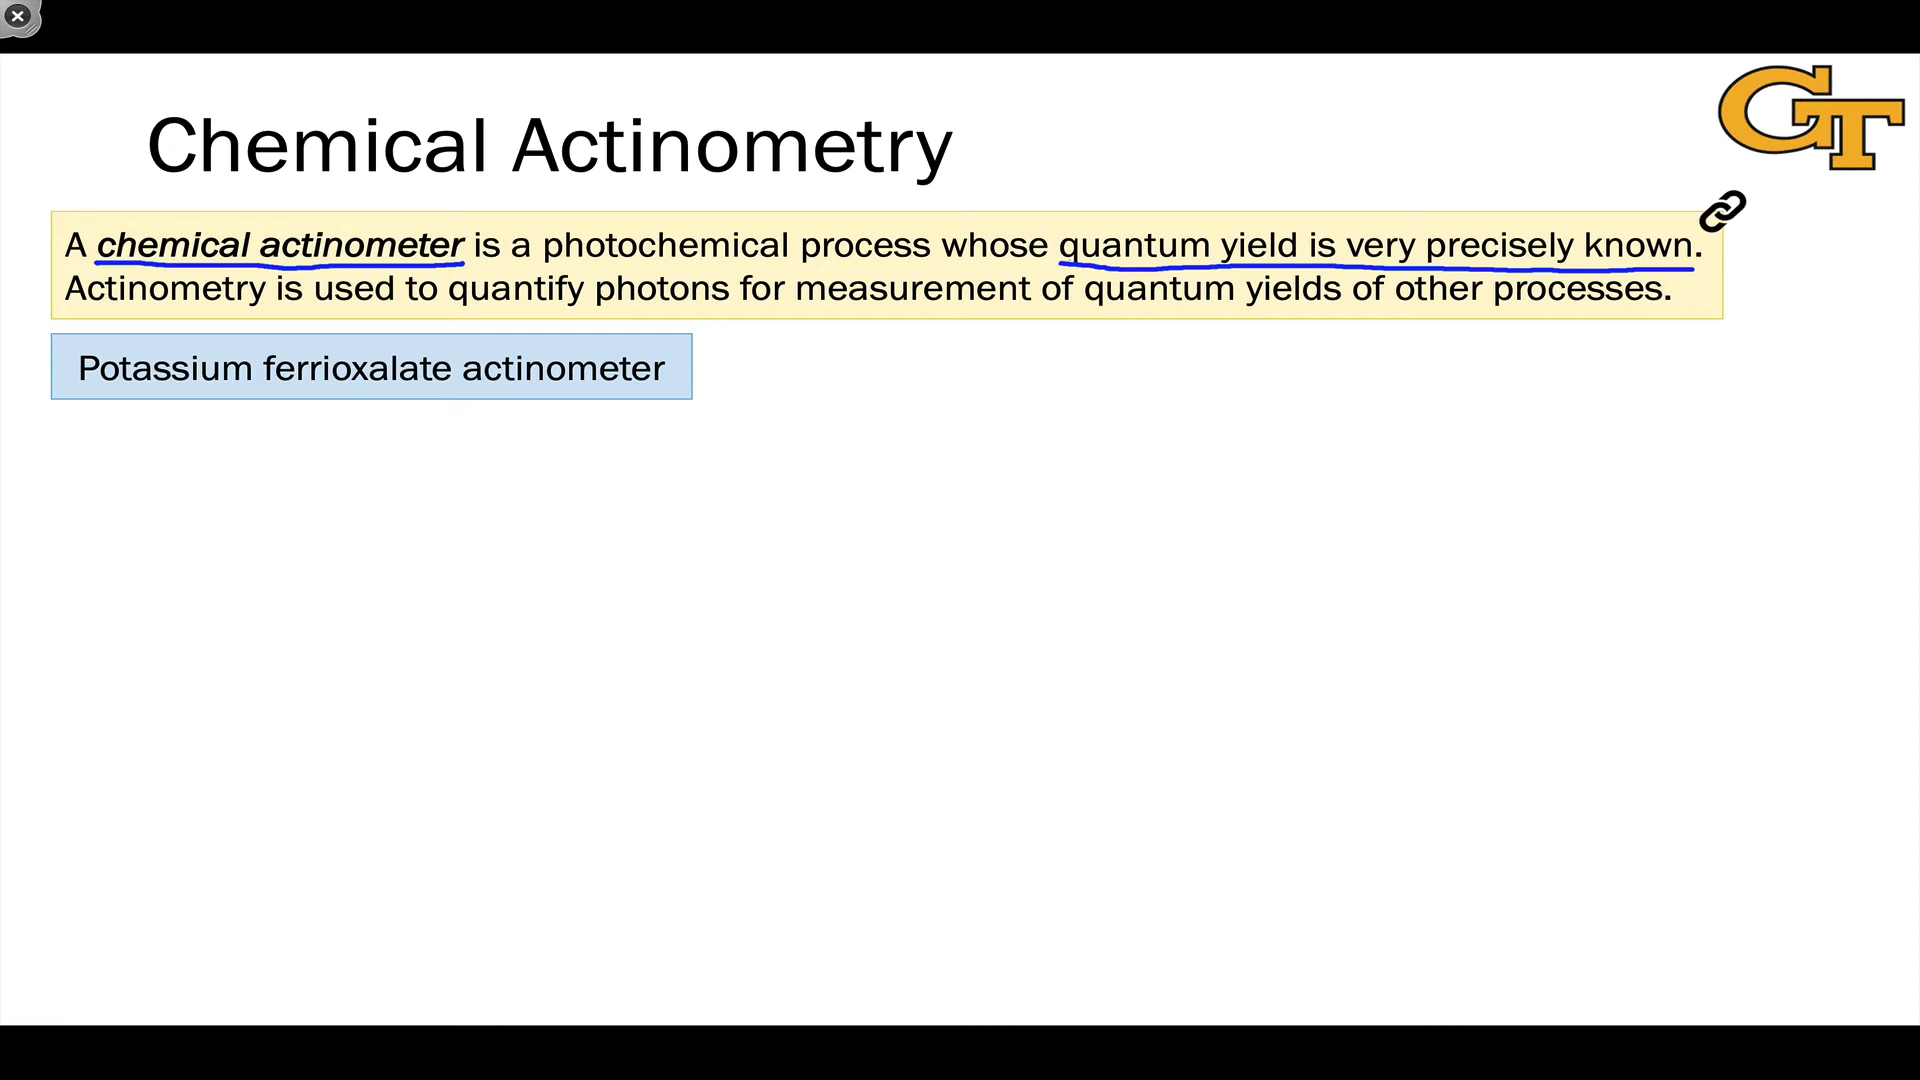 GT
Chemical Actinometry
A chemical actinometer is a photochemical process whose quantum yield is very precisely known.
Actinometry is used to quantify photons for measurement of quantum yields of other processes.
Potassium ferrioxalate actinometer